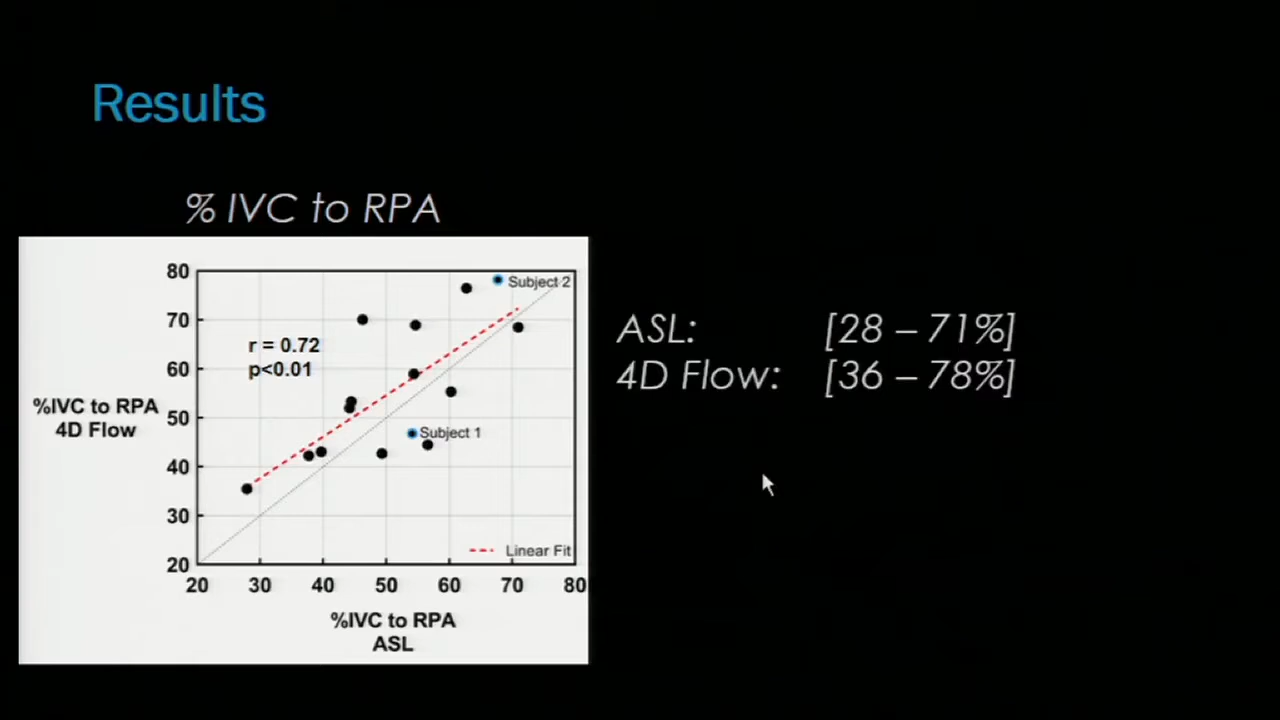 Results
% IVC to RPA
80
70
60
50
40
30
20
20 30 40 50 60 70 80
r = 0.72
p<0.01
Subject 2
Subject 1
Linear Fit
%IVC to RPA
4D Flow
%IVC to RPA
ASL
ASL: [28 – 71%]
4D Flow: [36 – 78%]